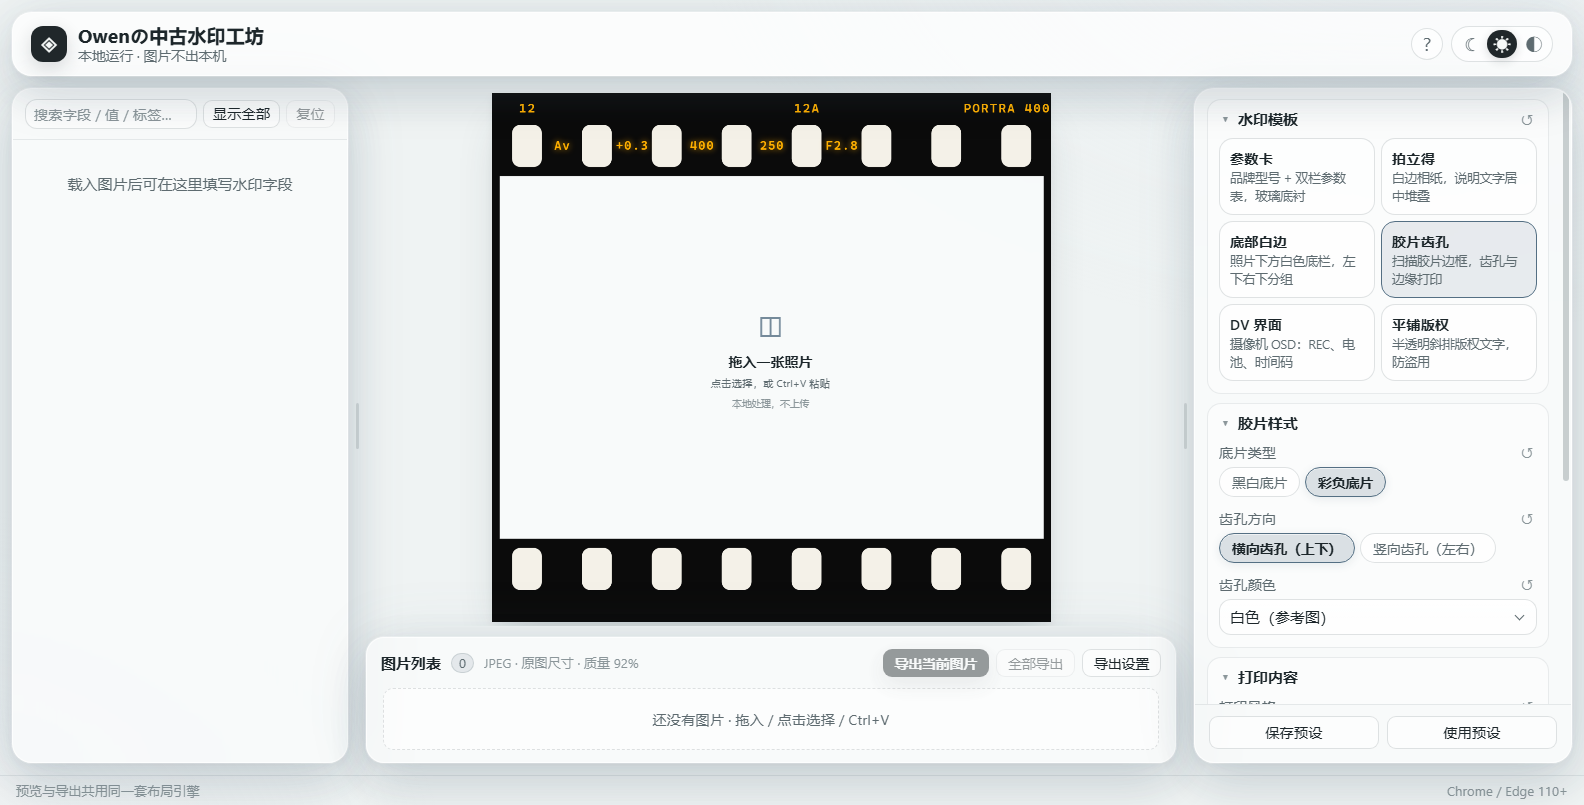 Owenの中古水印工坊
本地运行 · 图片不出本机
?
搜索字段 / 值 / 标签...
显示全部
复位
载入图片后可在这里填写水印字段
12
12A
PORTRA 400
Av
+0.3
400
250
F2.8
拖入一张照片
点击选择，或 Ctrl+V 粘贴
本地处理，不上传
图片列表
0
JPEG · 原图尺寸 · 质量 92%
导出当前图片
全部导出
导出设置
还没有图片 · 拖入 / 点击选择 / Ctrl+V
水印模板
参数卡
品牌型号 + 双栏参数
表，玻璃底衬
拍立得
白边相纸，说明文字居
中堆叠
底部白边
照片下方白色底栏，左
下右下分组
胶片齿孔
扫描胶片边框，齿孔与
边缘打印
DV 界面
摄像机 OSD：REC、电
池、时间码
平铺版权
半透明斜排版权文字，
防盗用
胶片样式
底片类型
黑白底片
彩负底片
齿孔方向
横向齿孔（上下）
竖向齿孔（左右）
齿孔颜色
白色（参考图）
打印内容
保存预设
使用预设
预览与导出共用同一套布局引擎
Chrome / Edge 110+